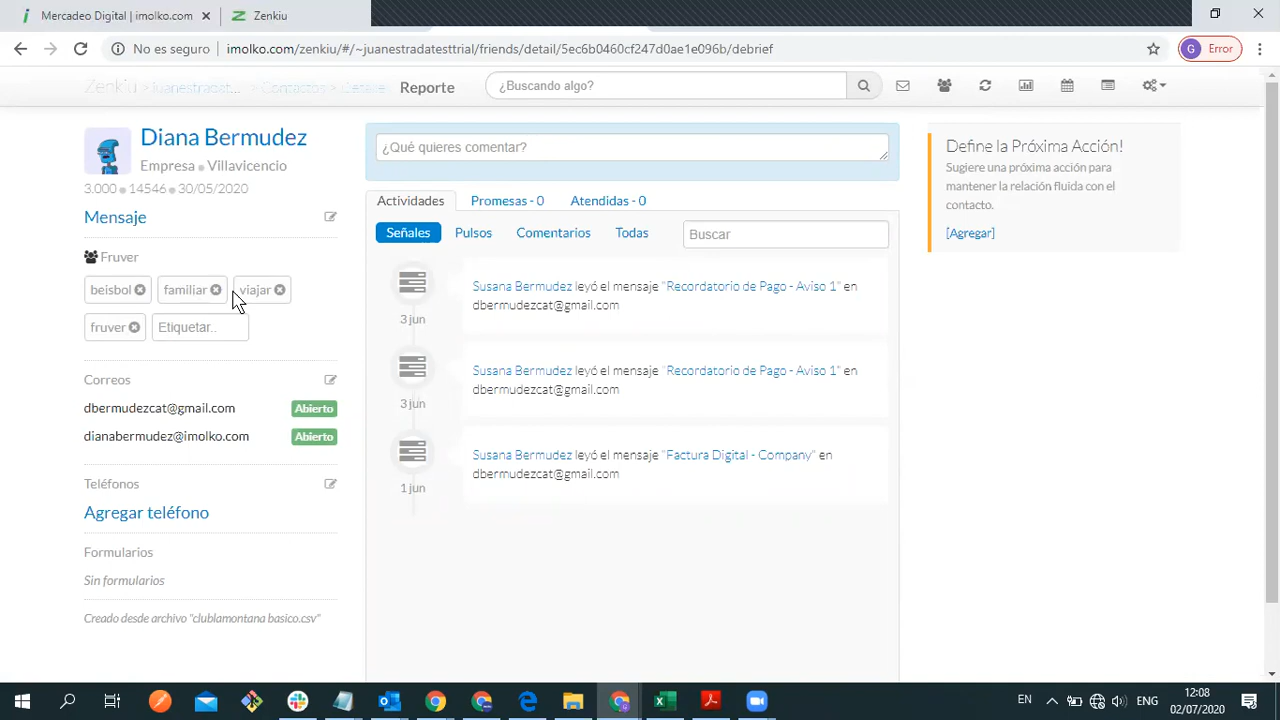 Mercadeo Digital | imolko.com
Zenkiu
No es seguro
imolko.com/zenkiu/#/~juanestradatesttrial/friends/detail/5ec6b0460cf247d0ae1e096b/debrief
G Error
Zenkiu Contactos Detalle Reporte
¿Buscando algo?
Diana Bermudez
Empresa Villavicencio
3.000 14546 30/05/2020
Mensaje
Fruver
beisbol familiar viajar
fruver Etiquetar..
Correos
dbermudezcat@gmail.com Abierto
dianabermudez@imolko.com Abierto
Teléfonos
Agregar teléfono
Formularios
Sin formularios
Creado desde archivo "clublamontana basico.csv"
¿Qué quieres comentar?
Actividades Promesas - 0 Atendidas - 0
Señales Pulsos Comentarios Todas Buscar
Susana Bermudez leyó el mensaje "Recordatorio de Pago - Aviso 1" en
dbermudezcat@gmail.com
3 jun
Susana Bermudez leyó el mensaje "Recordatorio de Pago - Aviso 1" en
dbermudezcat@gmail.com
3 jun
Susana Bermudez leyó el mensaje "Factura Digital - Company" en
dbermudezcat@gmail.com
1 jun
Define la Próxima Acción!
Sugiere una próxima acción para
mantener la relación fluida con el
contacto.
[Agregar]
EN
ENG
12:08
02/07/2020